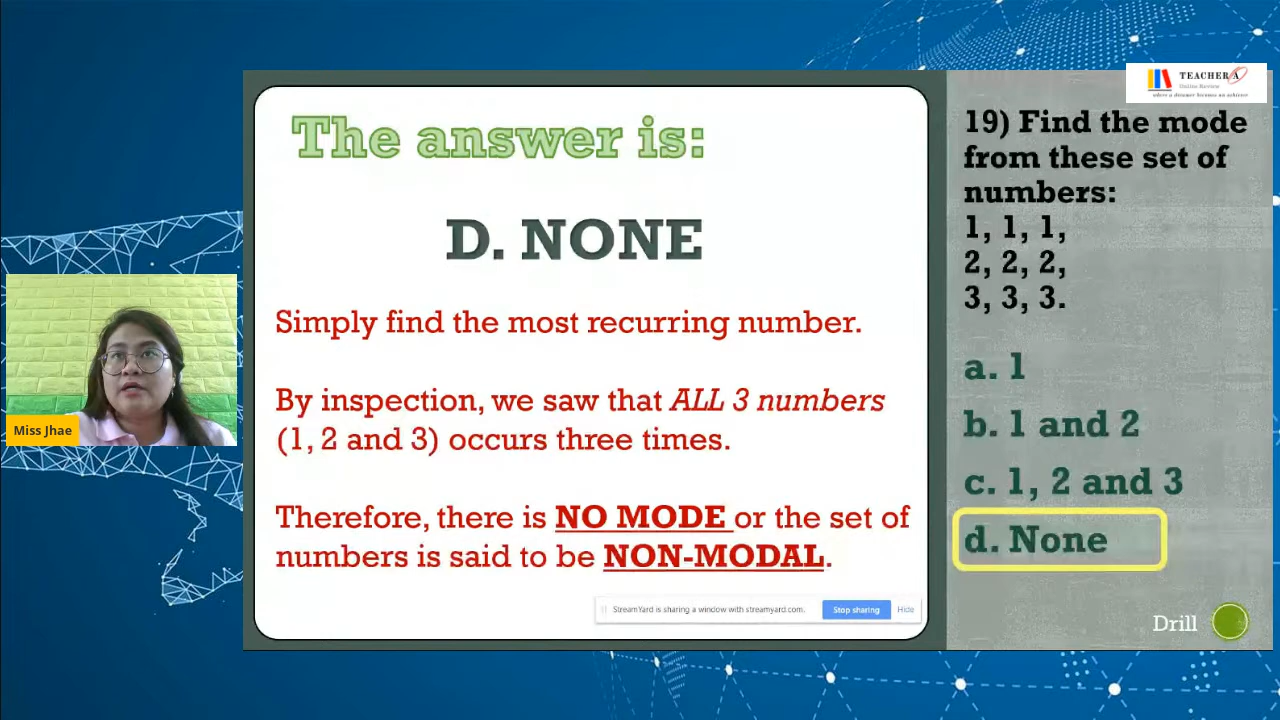 The answer is:
D. NONE
Simply find the most recurring number.
By inspection, we saw that ALL 3 numbers
(1, 2 and 3) occurs three times.
Therefore, there is NO MODE or the set of
numbers is said to be NON-MODAL.
StreamYard is sharing a window with streamyard.com.
Stop sharing
Hide
Miss Jhae
TEACHER A
Online Review
19) Find the mode
from these set of
numbers:
1, 1, 1,
2, 2, 2,
3, 3, 3.
a. 1
b. 1 and 2
c. 1, 2 and 3
d. None
Drill